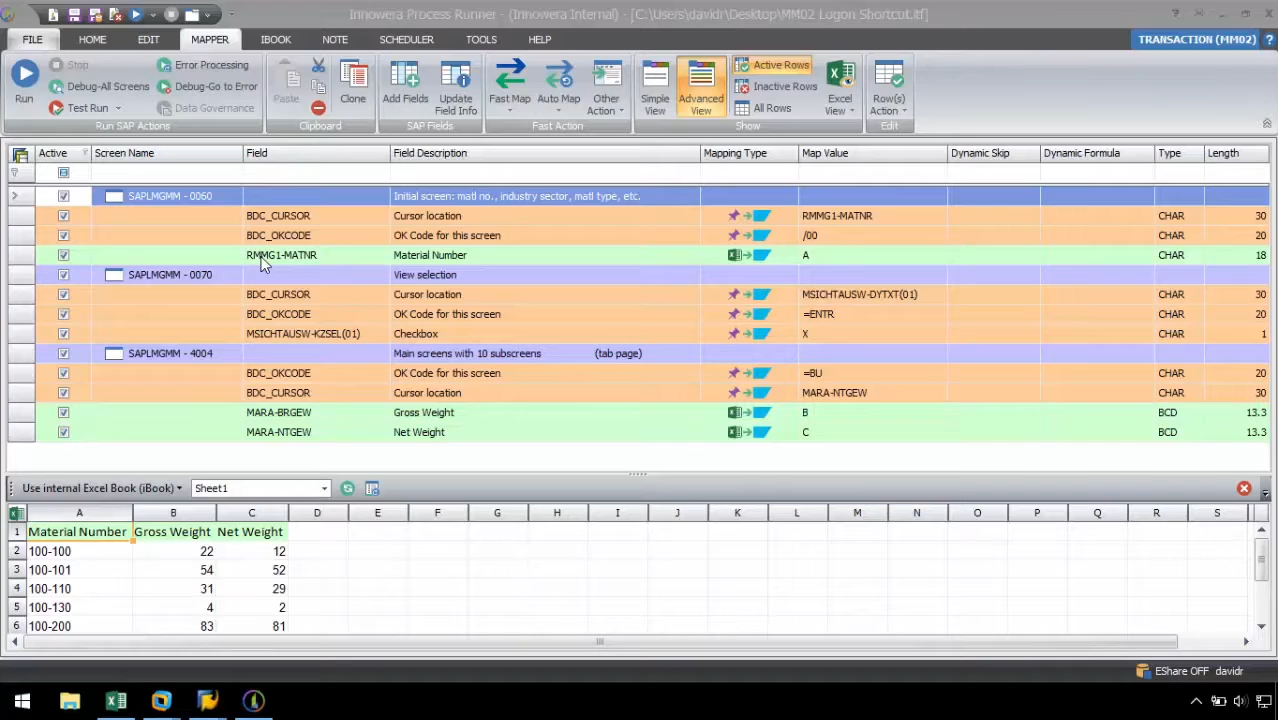 Innowera Process Runner - (Innowera Internal) - [C:\Users\davidr\Desktop\MM02 Logon Shortcut.itf]
FILE HOME EDIT MAPPER IBOOK NOTE SCHEDULER TOOLS HELP TRANSACTION (MM02)
Run
Stop
Debug-All Screens
Test Run
Error Processing
Debug-Go to Error
Data Governance
Run SAP Actions
Paste
Clone
Clipboard
Add Fields
Update Field Info
SAP Fields
Fast Map
Auto Map
Other Action
Fast Action
Simple View
Advanced View
Active Rows
Inactive Rows
All Rows
Excel View
Show
Row(s) Action
Edit
Active Screen Name Field Field Description Mapping Type Map Value Dynamic Skip Dynamic Formula Type Length
SAPLMGMM - 0060 Initial screen: matl no., industry sector, matl type, etc.
BDC_CURSOR Cursor location RMMG1-MATNR CHAR 30
BDC_OKCODE OK Code for this screen /00 CHAR 20
RMMG1-MATNR Material Number A CHAR 18
SAPLMGMM - 0070 View selection
BDC_CURSOR Cursor location MSICHTAUSW-DYTXT(01) CHAR 30
BDC_OKCODE OK Code for this screen =ENTR CHAR 20
MSICHTAUSW-KZSEL(01) Checkbox X CHAR 1
SAPLMGMM - 4004 Main screens with 10 subscreens (tab page)
BDC_OKCODE OK Code for this screen =BU CHAR 20
BDC_CURSOR Cursor location MARA-NTGEW CHAR 30
MARA-BRGEW Gross Weight B BCD 13.3
MARA-NTGEW Net Weight C BCD 13.3
Use internal Excel Book (iBook) Sheet1
A B C D E F G H I J K L M N O P Q R S
1 Material Number Gross Weight Net Weight
2 100-100 22 12
3 100-101 54 52
4 100-110 31 29
5 100-130 4 2
6 100-200 83 81
EShare OFF davidr